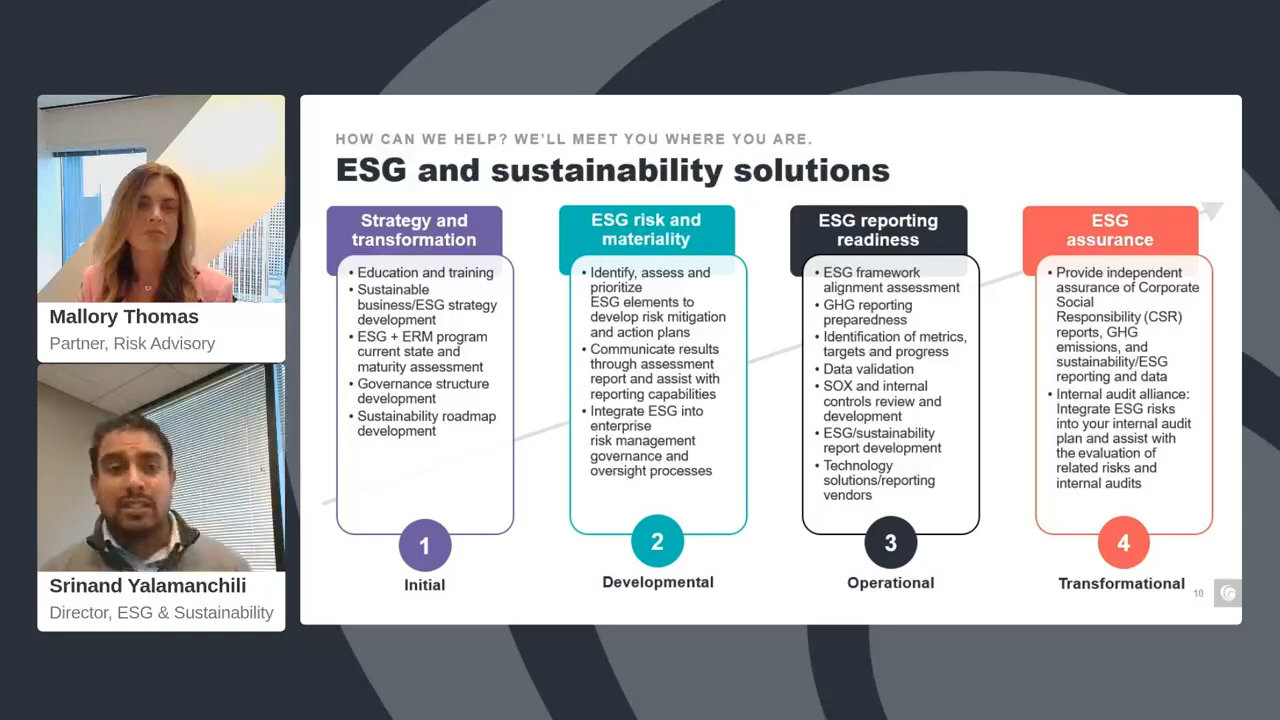 Mallory Thomas
Partner, Risk Advisory
Srinand Yalamanchili
Director, ESG & Sustainability
HOW CAN WE HELP? WE'LL MEET YOU WHERE YOU ARE.
ESG and sustainability solutions
Strategy and
transformation
• Education and training
• Sustainable
business/ESG strategy
development
• ESG + ERM program
current state and
maturity assessment
• Governance structure
development
• Sustainability roadmap
development
1
Initial
ESG risk and
materiality
• Identify, assess and
prioritize
ESG elements to
develop risk mitigation
and action plans
• Communicate results
through assessment
report and assist with
reporting capabilities
• Integrate ESG into
enterprise
risk management
governance and
oversight processes
2
Developmental
ESG reporting
readiness
• ESG framework
alignment assessment
• GHG reporting
preparedness
• Identification of metrics,
targets and progress
• Data validation
• SOX and internal
controls review and
development
• ESG/sustainability
report development
• Technology
solutions/reporting
vendors
3
Operational
ESG
assurance
• Provide independent
assurance of Corporate
Social
Responsibility (CSR)
reports, GHG
emissions, and
sustainability/ESG
reporting and data
• Internal audit alliance:
Integrate ESG risks
into your internal audit
plan and assist with
the evaluation of
related risks and
internal audits
4
Transformational
10